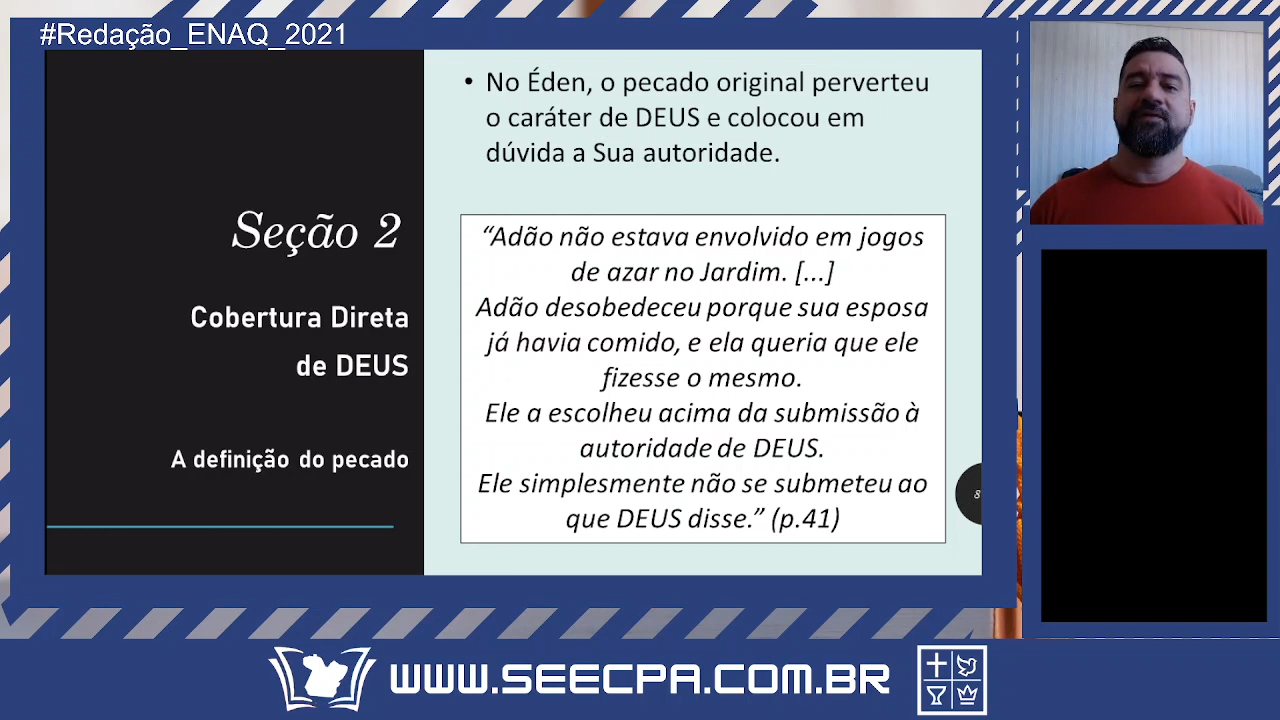 #Redação_ENAQ_2021
• No Éden, o pecado original perverteu
o caráter de DEUS e colocou em
dúvida a Sua autoridade.
Seção 2
Cobertura Direta
de DEUS
A definição do pecado
“Adão não estava envolvido em jogos
de azar no Jardim. [...]
Adão desobedeceu porque sua esposa
já havia comido, e ela queria que ele
fizesse o mesmo.
Ele a escolheu acima da submissão à
autoridade de DEUS.
Ele simplesmente não se submeteu ao
que DEUS disse.” (p.41)
8
WWW.SEECPA.COM.BR